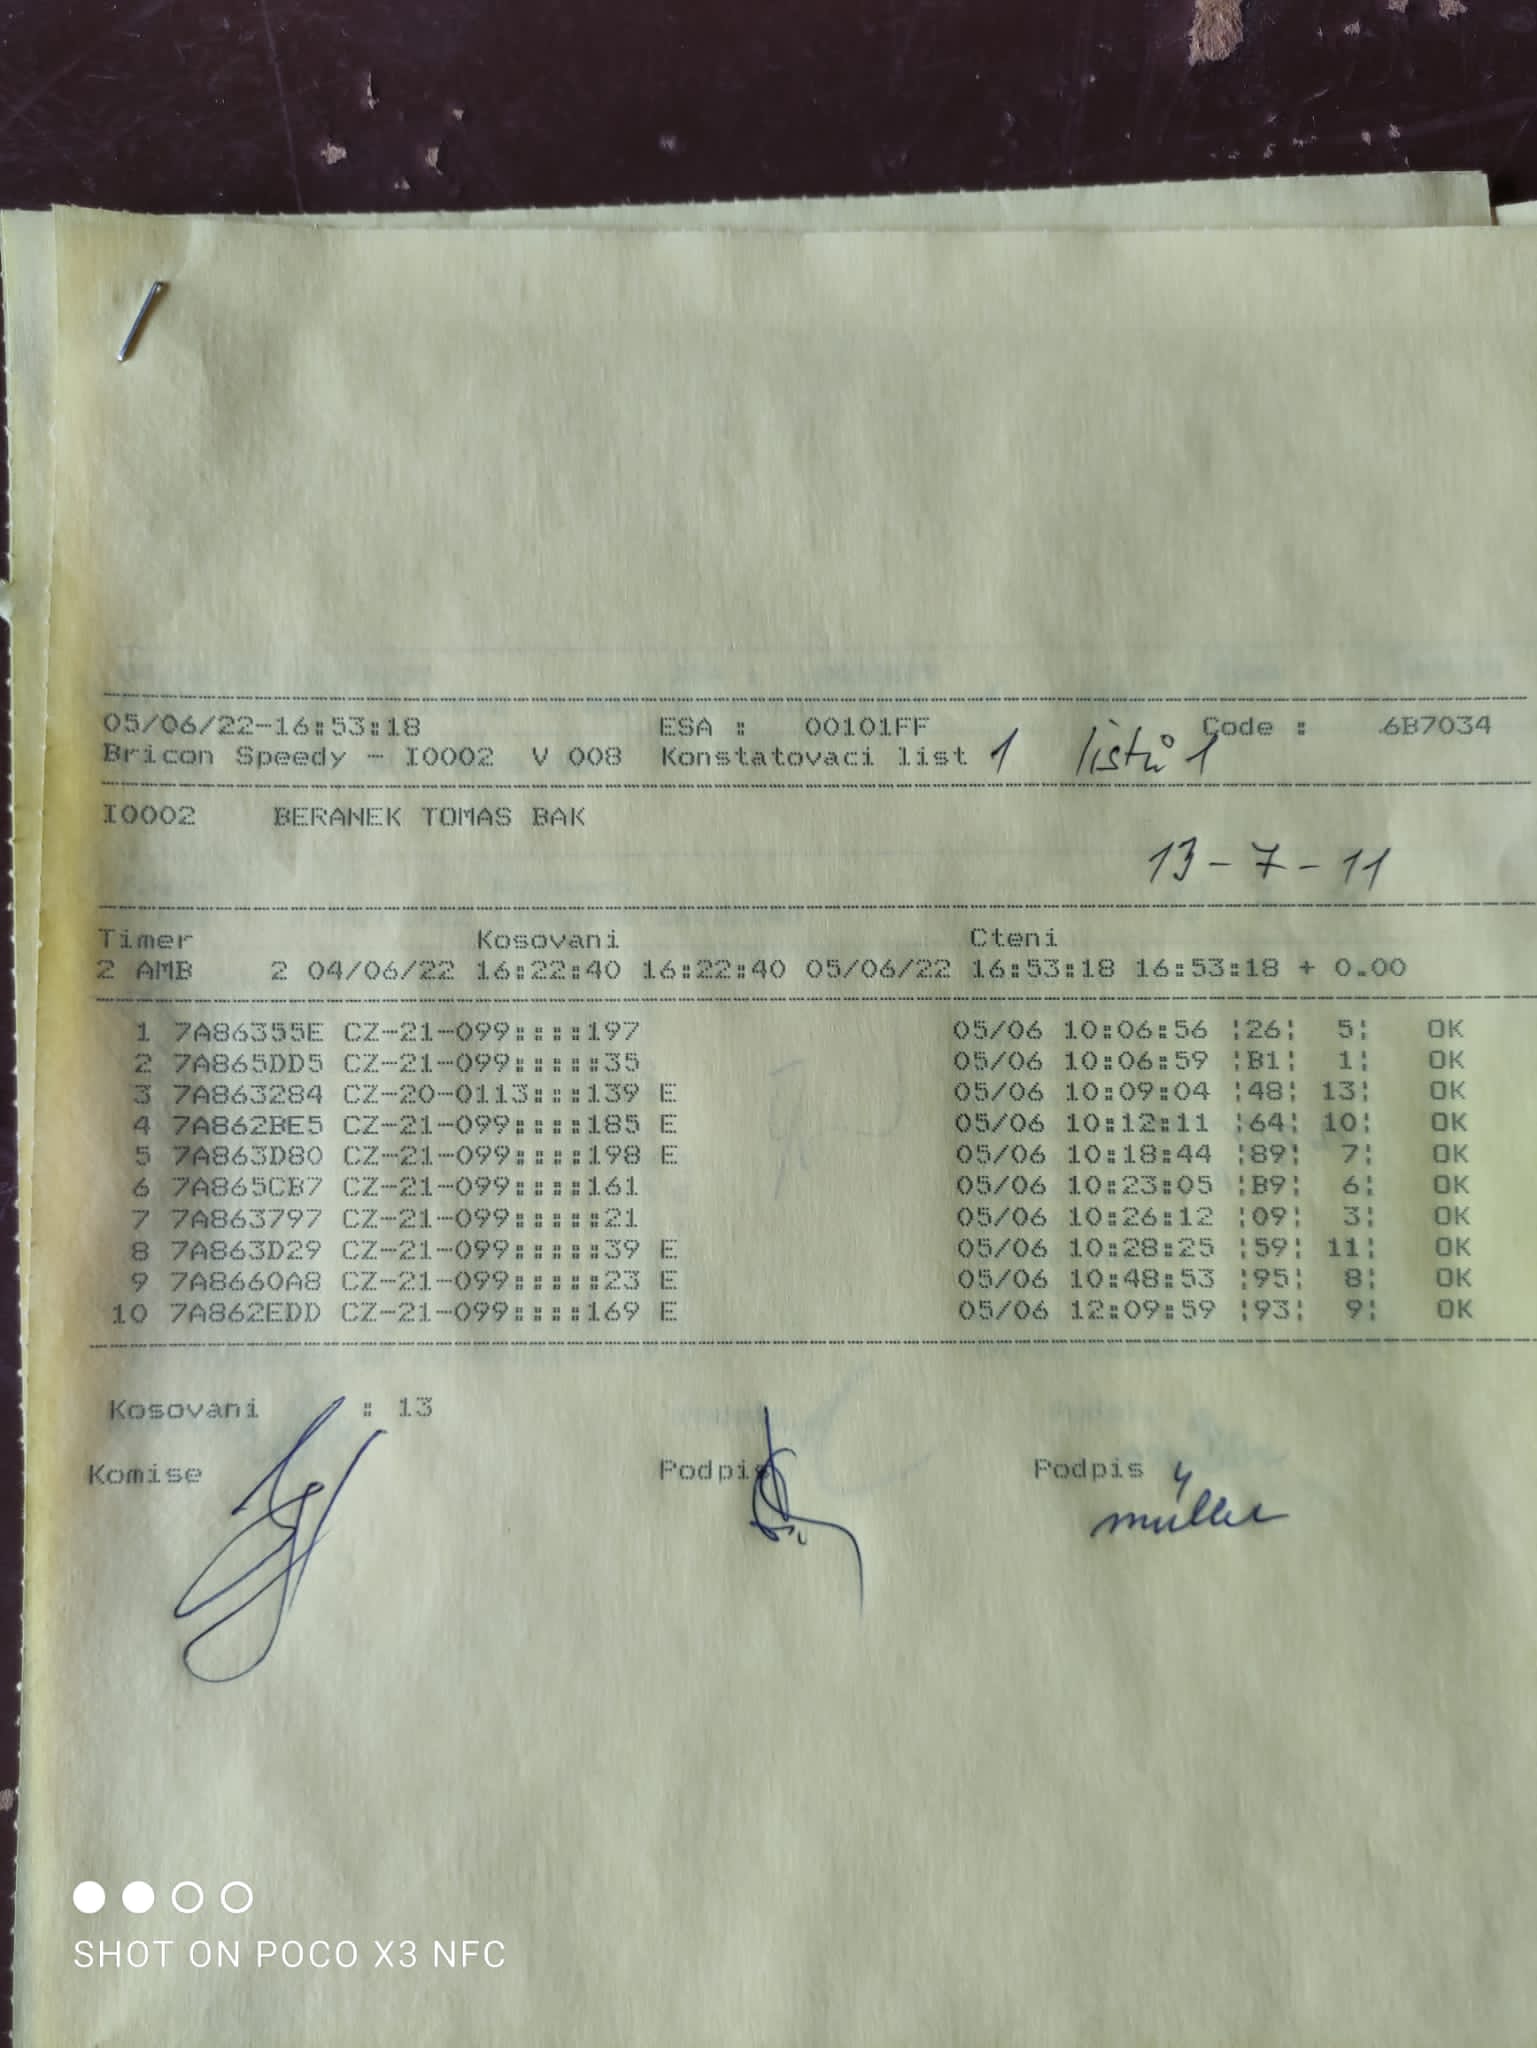 05/06/22-16:53:18 ESA : 00101FF Code : 6B7034
Bricon Speedy - I0002 V 008 Konstatovaci list 1 listů 1
I0002 BERANEK TOMAS BAK
13-7-11
Timer Kosovani Cteni
2 AMB 2 04/06/22 16:22:40 16:22:40 05/06/22 16:53:18 16:53:18 + 0.00
1 7A86355E CZ-21-099::::197 05/06 10:06:56 ¦26¦ 5¦ OK
2 7A865DD5 CZ-21-099:::::35 05/06 10:06:59 ¦B1¦ 1¦ OK
3 7A863284 CZ-20-0113:::139 E 05/06 10:09:04 ¦48¦ 13¦ OK
4 7A862BE5 CZ-21-099::::185 E 05/06 10:12:11 ¦64¦ 10¦ OK
5 7A863D80 CZ-21-099::::198 E 05/06 10:18:44 ¦89¦ 7¦ OK
6 7A865CB7 CZ-21-099::::161 05/06 10:23:05 ¦B9¦ 6¦ OK
7 7A863797 CZ-21-099:::::21 05/06 10:26:12 ¦09¦ 3¦ OK
8 7A863D29 CZ-21-099:::::39 E 05/06 10:28:25 ¦59¦ 11¦ OK
9 7A8660A8 CZ-21-099:::::23 E 05/06 10:48:53 ¦95¦ 8¦ OK
10 7A862EDD CZ-21-099::::169 E 05/06 12:09:59 ¦93¦ 9¦ OK
Kosovani : 13
Komise Podpis Podpis
müller
SHOT ON POCO X3 NFC